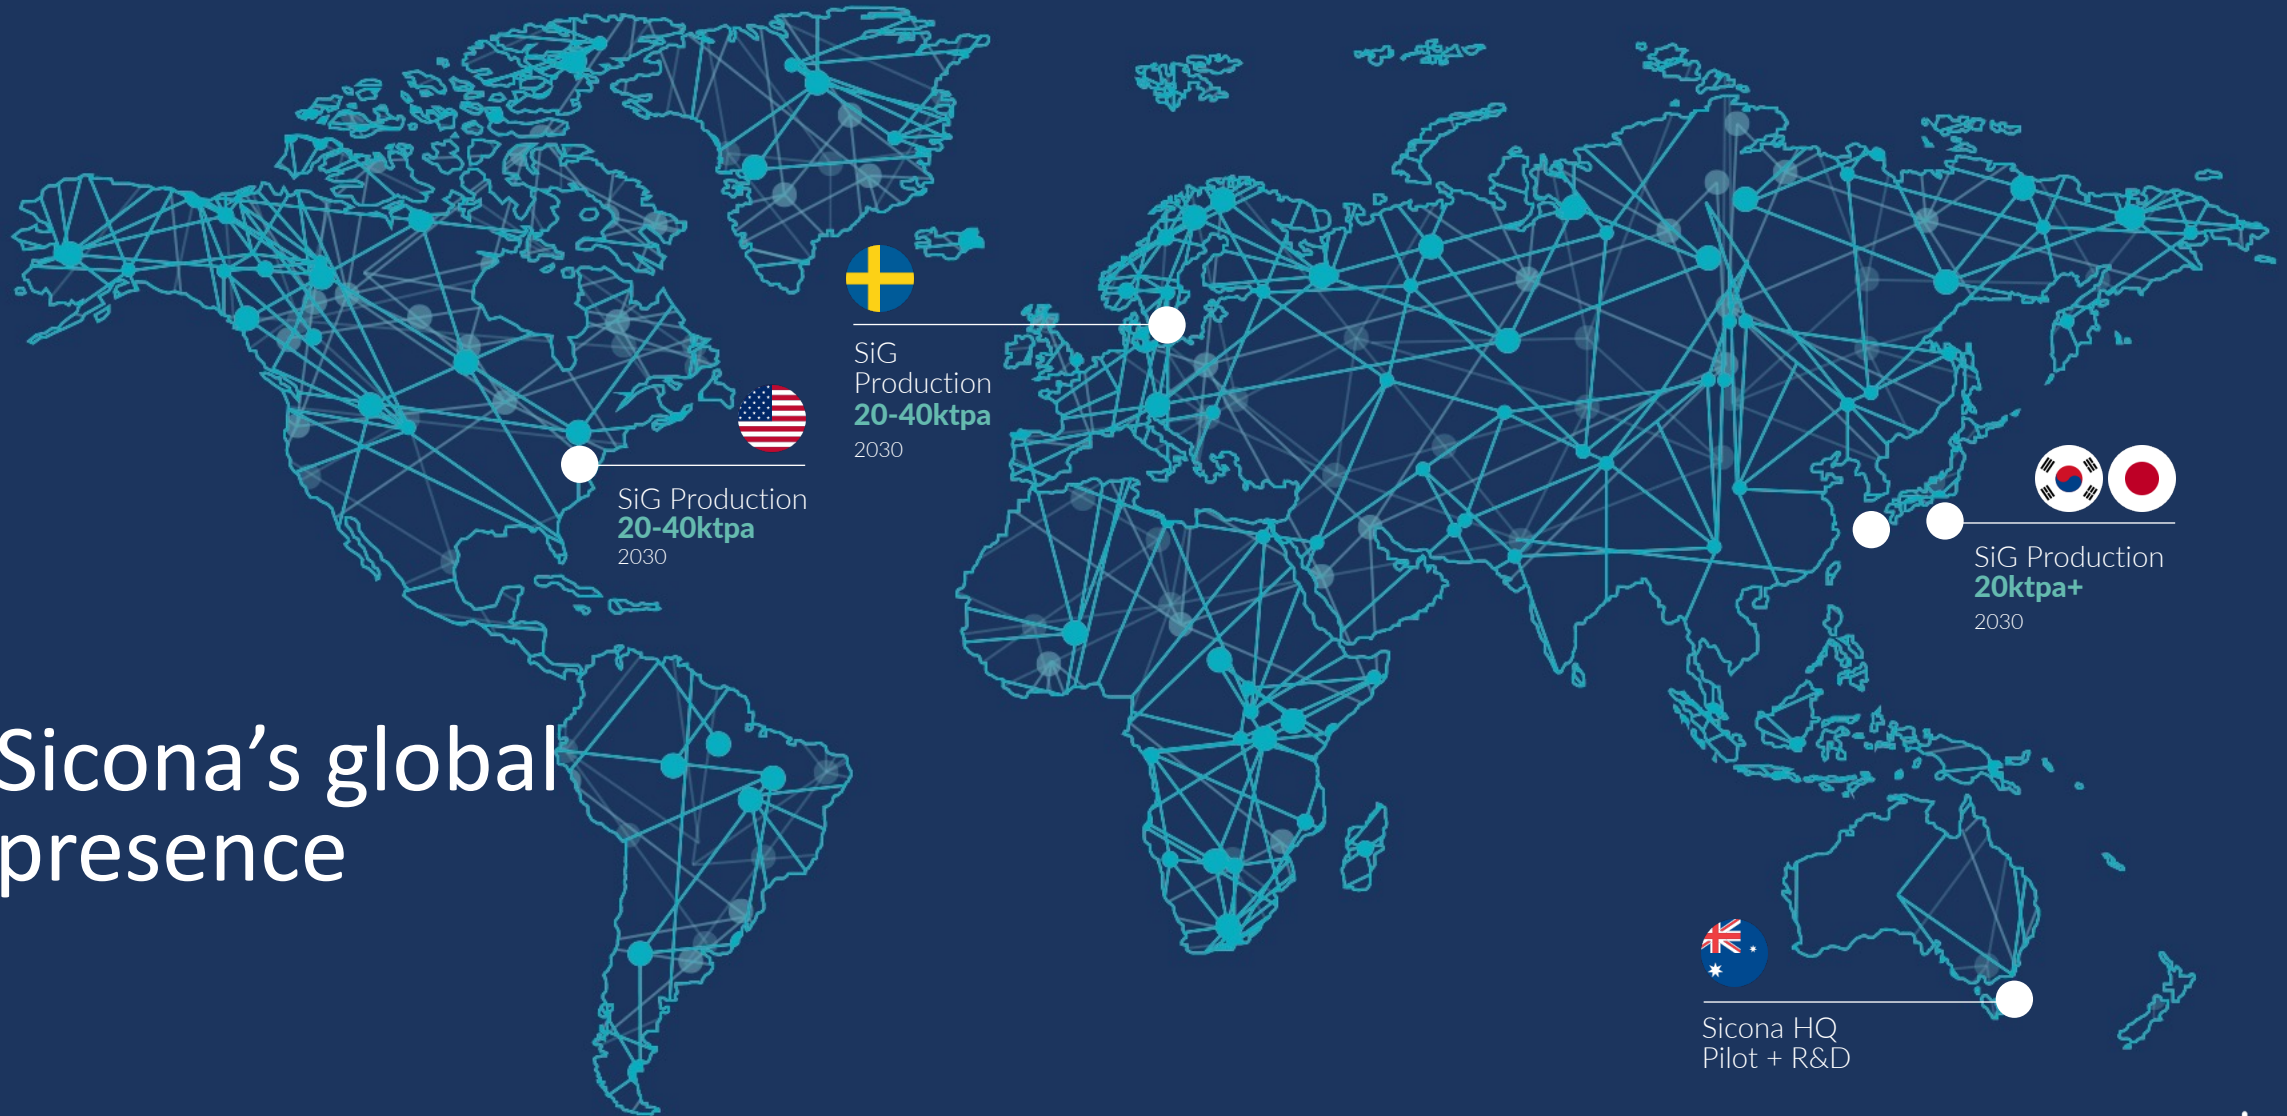 SiG
Production
20-40ktpa
2030
SiG Production
20-40ktpa
2030
SiG Production
20ktpa+
2030
Sicona’s global
presence
Sicona HQ
Pilot + R&D